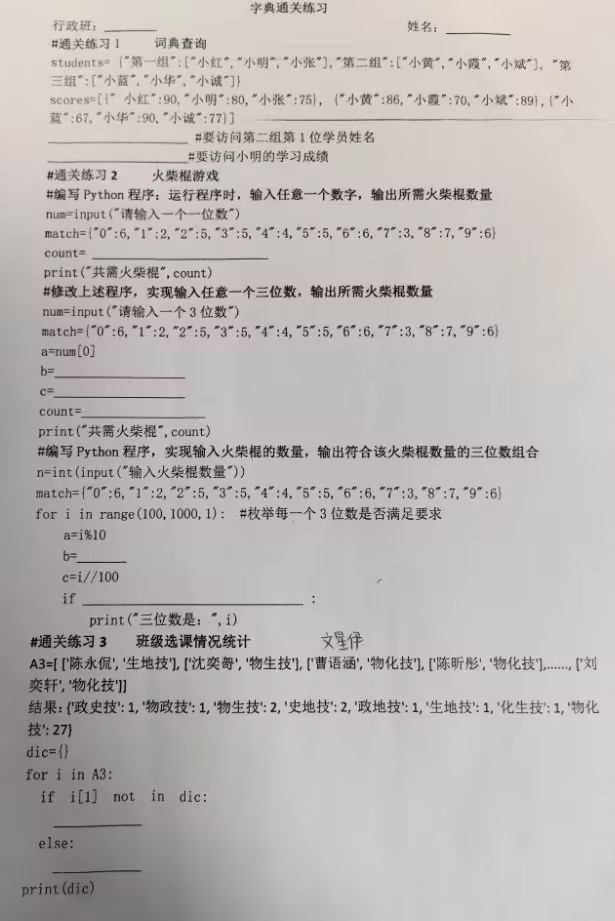 字典通关练习
行政班：________ 姓名：________
#通关练习1 词典查询
students= {"第一组":["小红","小明","小张"],"第二组":["小黄","小霞","小斌"], "第
三组":["小蓝","小华","小诚"]}
scores=[{" 小红":90,"小明":80,"小张":75}, {"小黄":86,"小霞":70,"小斌":89},{"小
蓝":67,"小华":90,"小诚":77}]
________________ #要访问第二组第1位学员姓名
________________#要访问小明的学习成绩
#通关练习2 火柴棍游戏
#编写Python程序：运行程序时，输入任意一个数字，输出所需火柴棍数量
num=input("请输入一个一位数")
match={"0":6,"1":2,"2":5,"3":5,"4":4,"5":5,"6":6,"7":3,"8":7,"9":6}
count= ____________________
print("共需火柴棍",count)
#修改上述程序，实现输入任意一个三位数，输出所需火柴棍数量
num=input("请输入一个3位数")
match={"0":6,"1":2,"2":5,"3":5,"4":4,"5":5,"6":6,"7":3,"8":7,"9":6}
a=num[0]
b=________________
c=________________
count=________________
print("共需火柴棍",count)
#编写Python程序，实现输入火柴棍的数量，输出符合该火柴棍数量的三位数组合
n=int(input("输入火柴棍数量"))
match={"0":6,"1":2,"2":5,"3":5,"4":4,"5":5,"6":6,"7":3,"8":7,"9":6}
for i in range(100,1000,1): #枚举每一个3位数是否满足要求
a=i%10
b=______
c=i//100
if __________________________ :
print("三位数是：",i)
#通关练习3 班级选课情况统计
A3=[ ['陈永侃', '生地技'], ['沈奕哿', '物生技'], ['曹语涵', '物化技'], ['陈昕彤', '物化技'],......, ['刘
奕轩', '物化技']]
结果：{'政史技': 1, '物政技': 1, '物生技': 2, '史地技': 2, '政地技': 1, '生地技': 1, '化生技': 1, '物化
技': 27}
dic={}
for i in A3:
if i[1] not in dic:
__________
else:
__________
print(dic)